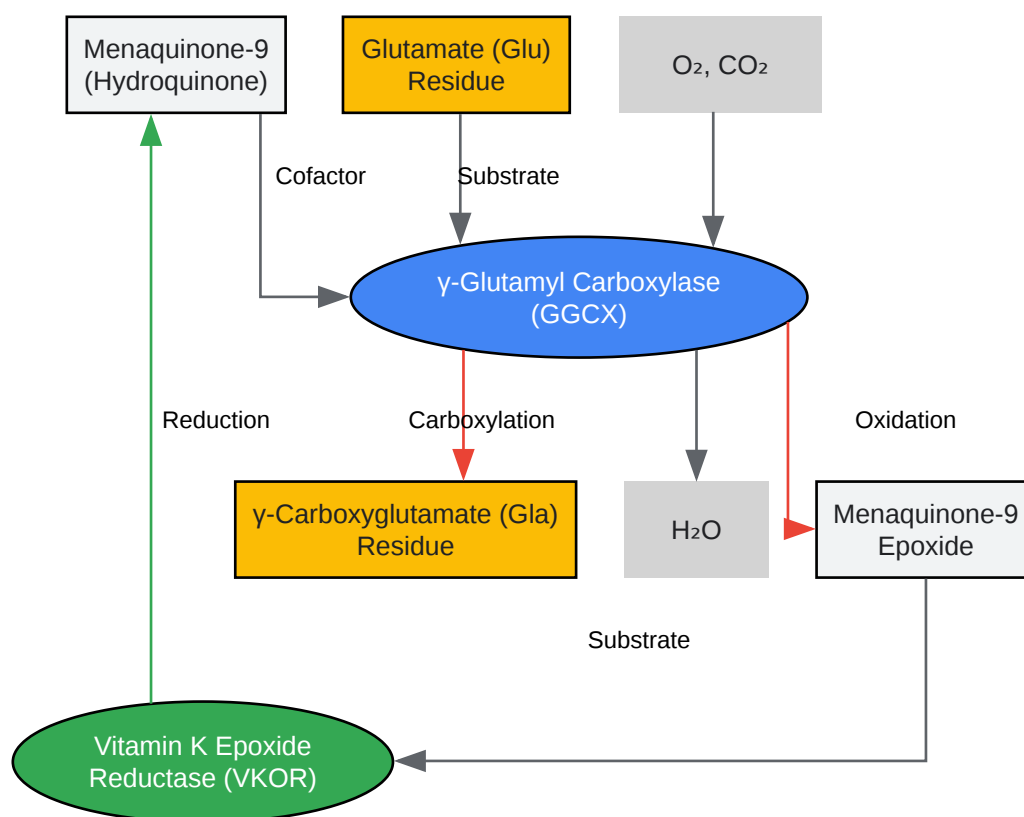 Menaquinone-9
(Hydroquinone)
Glutamate (Glu)
Residue
O₂, CO₂
Cofactor
Substrate
γ-Glutamyl Carboxylase
(GGCX)
Reduction
Carboxylation
Oxidation
γ-Carboxyglutamate (Gla)
Residue
H₂O
Menaquinone-9
Epoxide
Substrate
Vitamin K Epoxide
Reductase (VKOR)